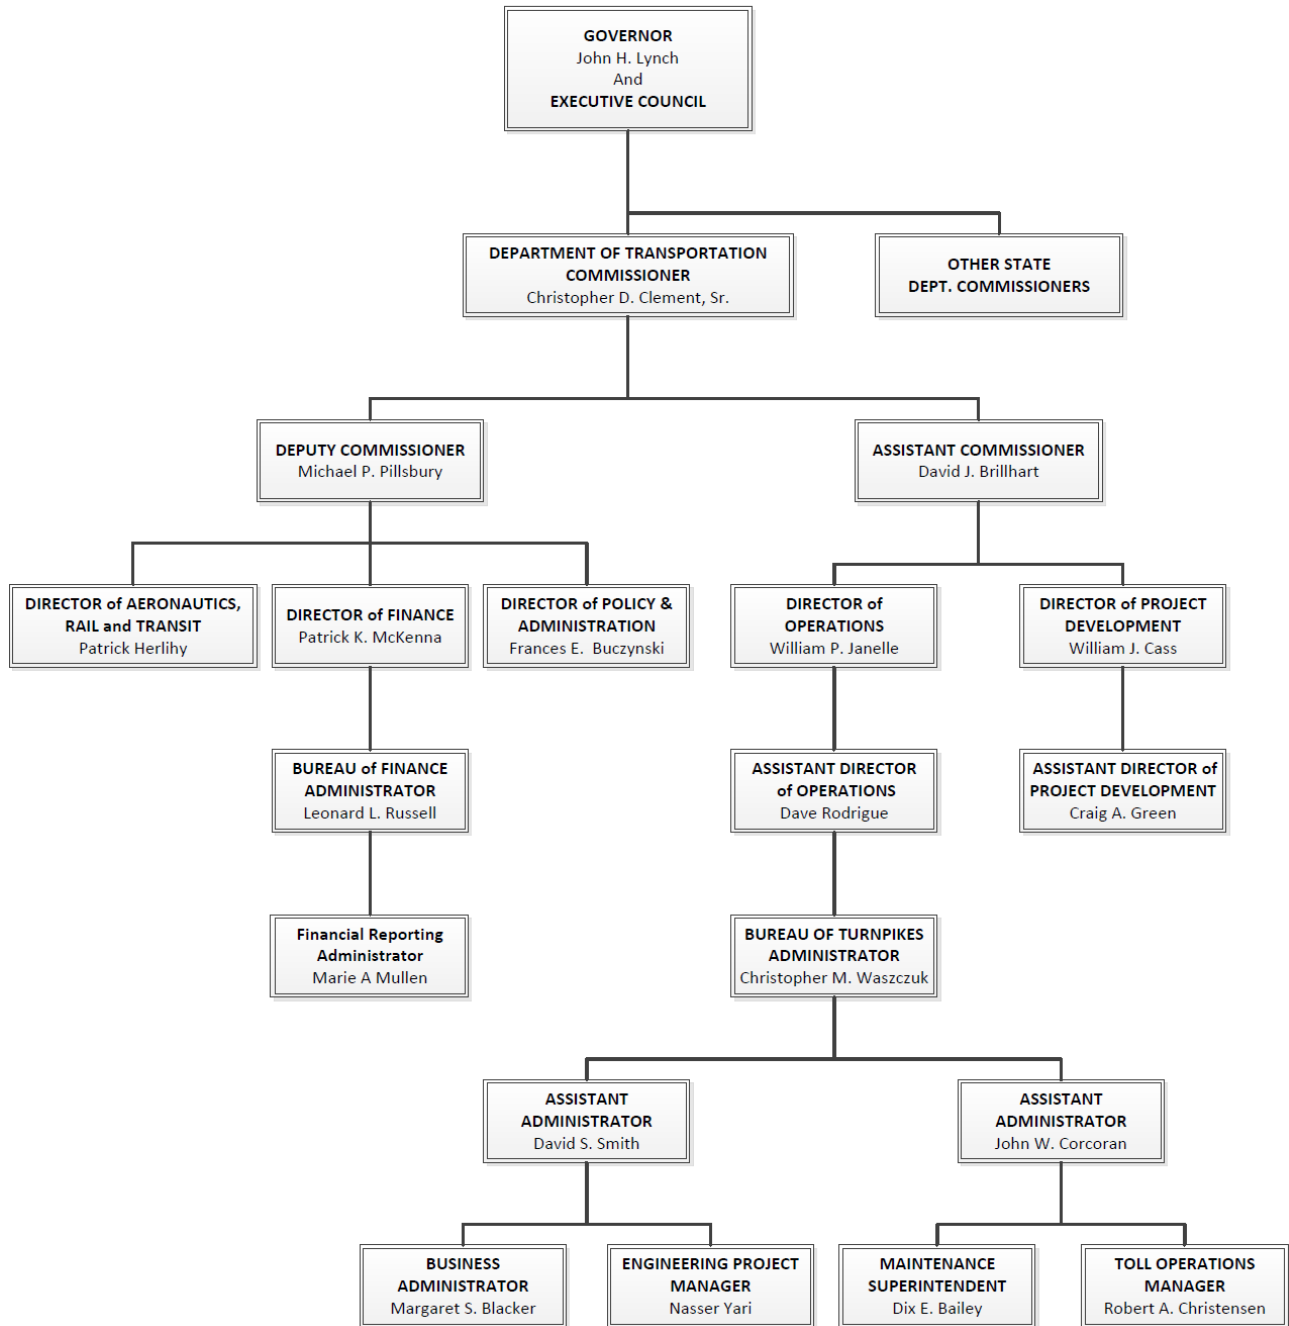 GOVERNOR
John H. Lynch
And
EXECUTIVE COUNCIL
DEPARTMENT OF TRANSPORTATION
COMMISSIONER
Christopher D. Clement, Sr.
OTHER STATE
DEPT. COMMISSIONERS
DEPUTY COMMISSIONER
Michael P. Pillsbury
ASSISTANT COMMISSIONER
David J. Brillhart
DIRECTOR of AERONAUTICS,
RAIL and TRANSIT
Patrick Herlihy
DIRECTOR of FINANCE
Patrick K. McKenna
DIRECTOR of POLICY &
ADMINISTRATION
Frances E. Buczynski
DIRECTOR of
OPERATIONS
William P. Janelle
DIRECTOR of PROJECT
DEVELOPMENT
William J. Cass
BUREAU of FINANCE
ADMINISTRATOR
Leonard L. Russell
ASSISTANT DIRECTOR
of OPERATIONS
Dave Rodrigue
ASSISTANT DIRECTOR of
PROJECT DEVELOPMENT
Craig A. Green
Financial Reporting
Administrator
Marie A Mullen
BUREAU OF TURNPIKES
ADMINISTRATOR
Christopher M. Waszczuk
ASSISTANT
ADMINISTRATOR
David S. Smith
ASSISTANT
ADMINISTRATOR
John W. Corcoran
BUSINESS
ADMINISTRATOR
Margaret S. Blacker
ENGINEERING PROJECT
MANAGER
Nasser Yari
MAINTENANCE
SUPERINTENDENT
Dix E. Bailey
TOLL OPERATIONS
MANAGER
Robert A. Christensen